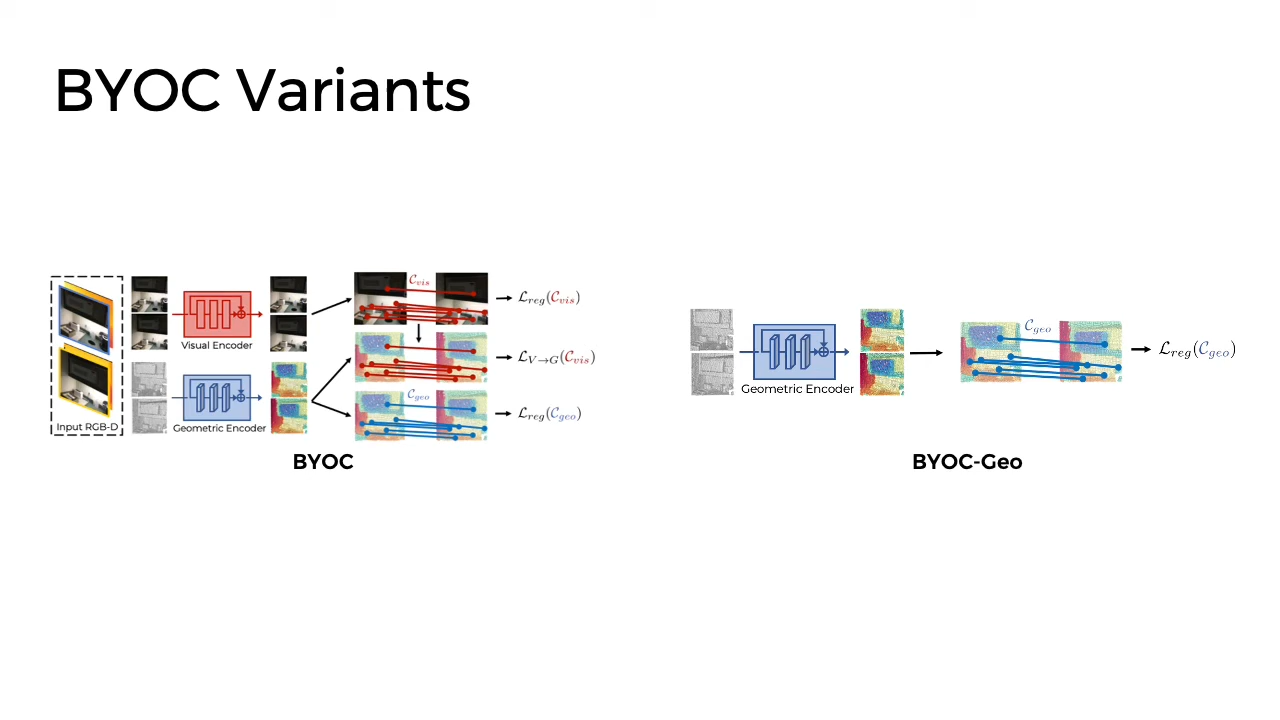 BYOC Variants
Input RGB-D
Visual Encoder
Geometric Encoder
𝒞_vis
𝒞_geo
ℒ_reg(𝒞_vis)
ℒ_V→G(𝒞_vis)
ℒ_reg(𝒞_geo)
BYOC
Geometric Encoder
𝒞_geo
ℒ_reg(𝒞_geo)
BYOC-Geo